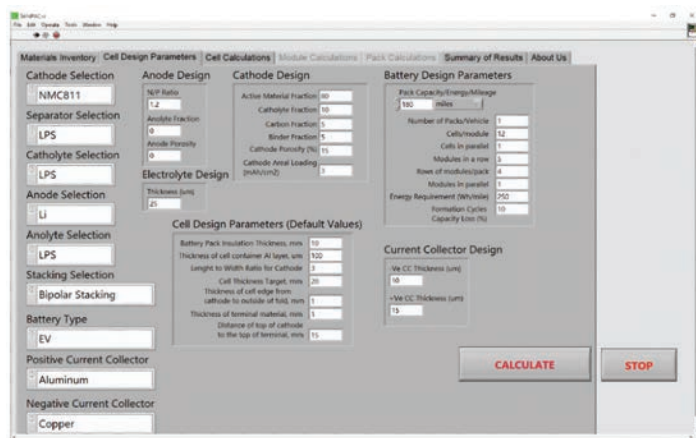 File Edit Operate Tools Window Help
Materials Inventory Cell Design Parameters Cell Calculations Module Calculations Pack Calculations Summary of Results About Us
Cathode Selection
NMC811
Separator Selection
LPS
Catholyte Selection
LPS
Anode Selection
Li
Anolyte Selection
LPS
Stacking Selection
Bipolar Stacking
Battery Type
EV
Positive Current Collector
Aluminum
Negative Current Collector
Copper
Anode Design
N/P Ratio
1.2
Anolyte Fraction
0
Anode Porosity
0
Electrolyte Design
Thickness (um)
25
Cathode Design
Active Material Fraction 80
Catholyte Fraction 10
Carbon Fraction 5
Binder Fraction 5
Cathode Porosity (%) 15
Cathode Areal Loading
(mAh/cm2) 3
Cell Design Parameters (Default Values)
Battery Pack Insulation Thickness, mm 10
Thickness of cell container Al layer, um 100
Lenght to Width Ratio for Cathode 3
Cell Thickness Target, mm 20
Thickness of cell edge from
cathode to outside of fold, mm 1
Thickness of terminal material, mm 1
Distance of top of cathode
to the top of terminal, mm 15
Battery Design Parameters
Pack Capacity/Energy/Mileage
miles
Number of Packs/Vehicle 1
Cells/module 12
Cells in parallel 1
Modules in a row 5
Rows of modules/pack 4
Modules in parallel 1
Energy Requirement (Wh/mile) 250
Formation Cycles 10
Capacity Loss (%)
Current Collector Design
-Ve CC Thickness (um)
10
+Ve CC Thickness (um)
15
CALCULATE
STOP